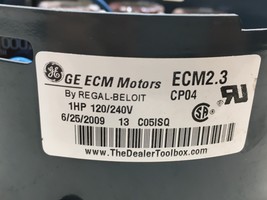 GE ECM Motors ECM2.3
By REGAL-BELOIT CP04
1HP 120/240V
6/25/2009 13 C05ISQ
www.TheDealerToolbox.com